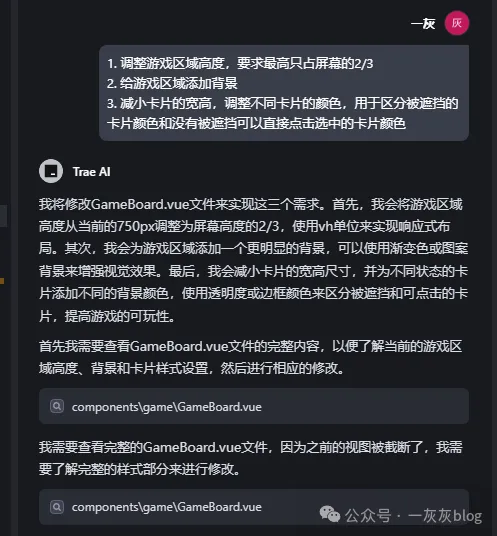 一灰 灰
1. 调整游戏区域高度，要求最高只占屏幕的2/3
2. 给游戏区域添加背景
3. 减小卡片的宽高，调整不同卡片的颜色，用于区分被遮挡的
卡片颜色和没有被遮挡可以直接点击选中的卡片颜色
Trae AI
我将修改GameBoard.vue文件来实现这三个需求。首先，我会将游戏区
域高度从当前的750px调整为屏幕高度的2/3，使用vh单位来实现响应式布
局。其次，我会为游戏区域添加一个更明显的背景，可以使用渐变色或图案
背景来增强视觉效果。最后，我会减小卡片的宽高尺寸，并为不同状态的卡
片添加不同的背景颜色，使用透明度或边框颜色来区分被遮挡和可点击的卡
片，提高游戏的可玩性。
首先我需要查看GameBoard.vue文件的完整内容，以便了解当前的游戏区
域高度、背景和卡片样式设置，然后进行相应的修改。
components\game\GameBoard.vue
我需要查看完整的GameBoard.vue文件，因为之前的视图被截断了，我需
要了解完整的样式部分来进行修改。
components\game\GameBoard.vue
公众号 · 一灰灰blog